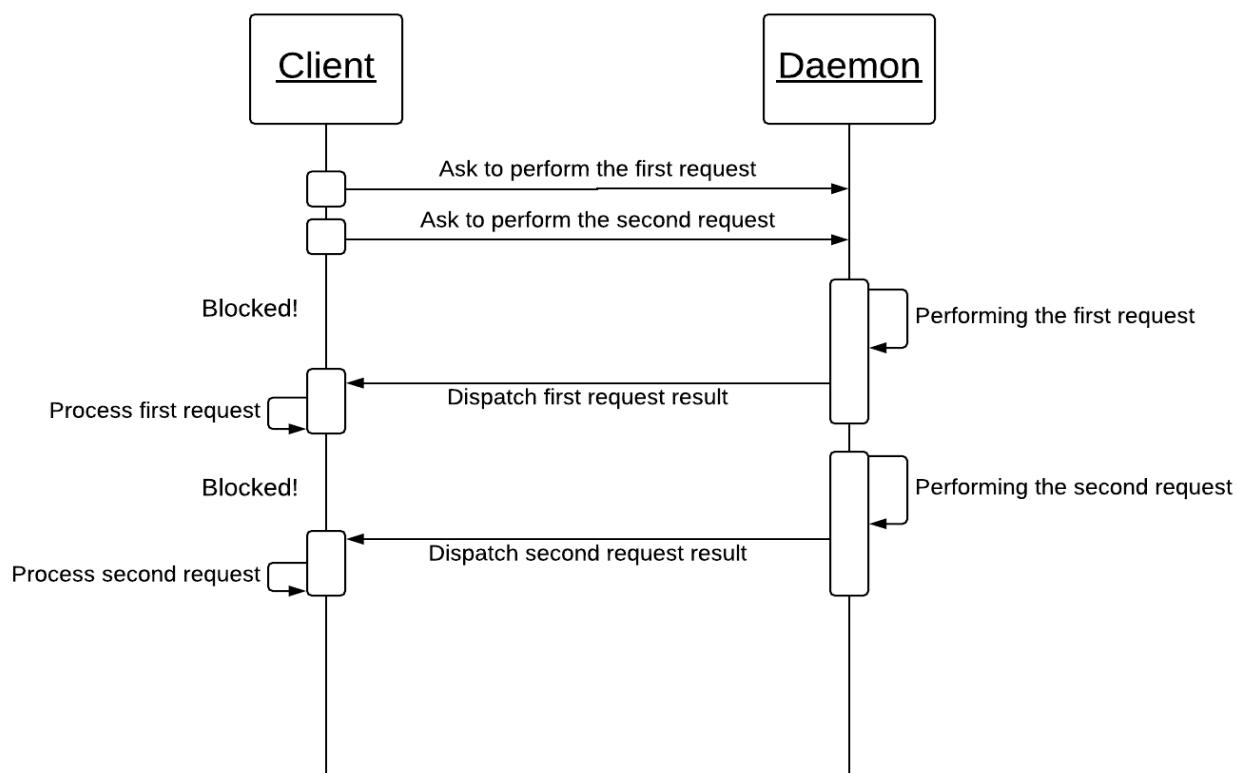 Client
Daemon
Ask to perform the first request
Ask to perform the second request
Blocked!
Performing the first request
Dispatch first request result
Process first request
Blocked!
Performing the second request
Dispatch second request result
Process second request